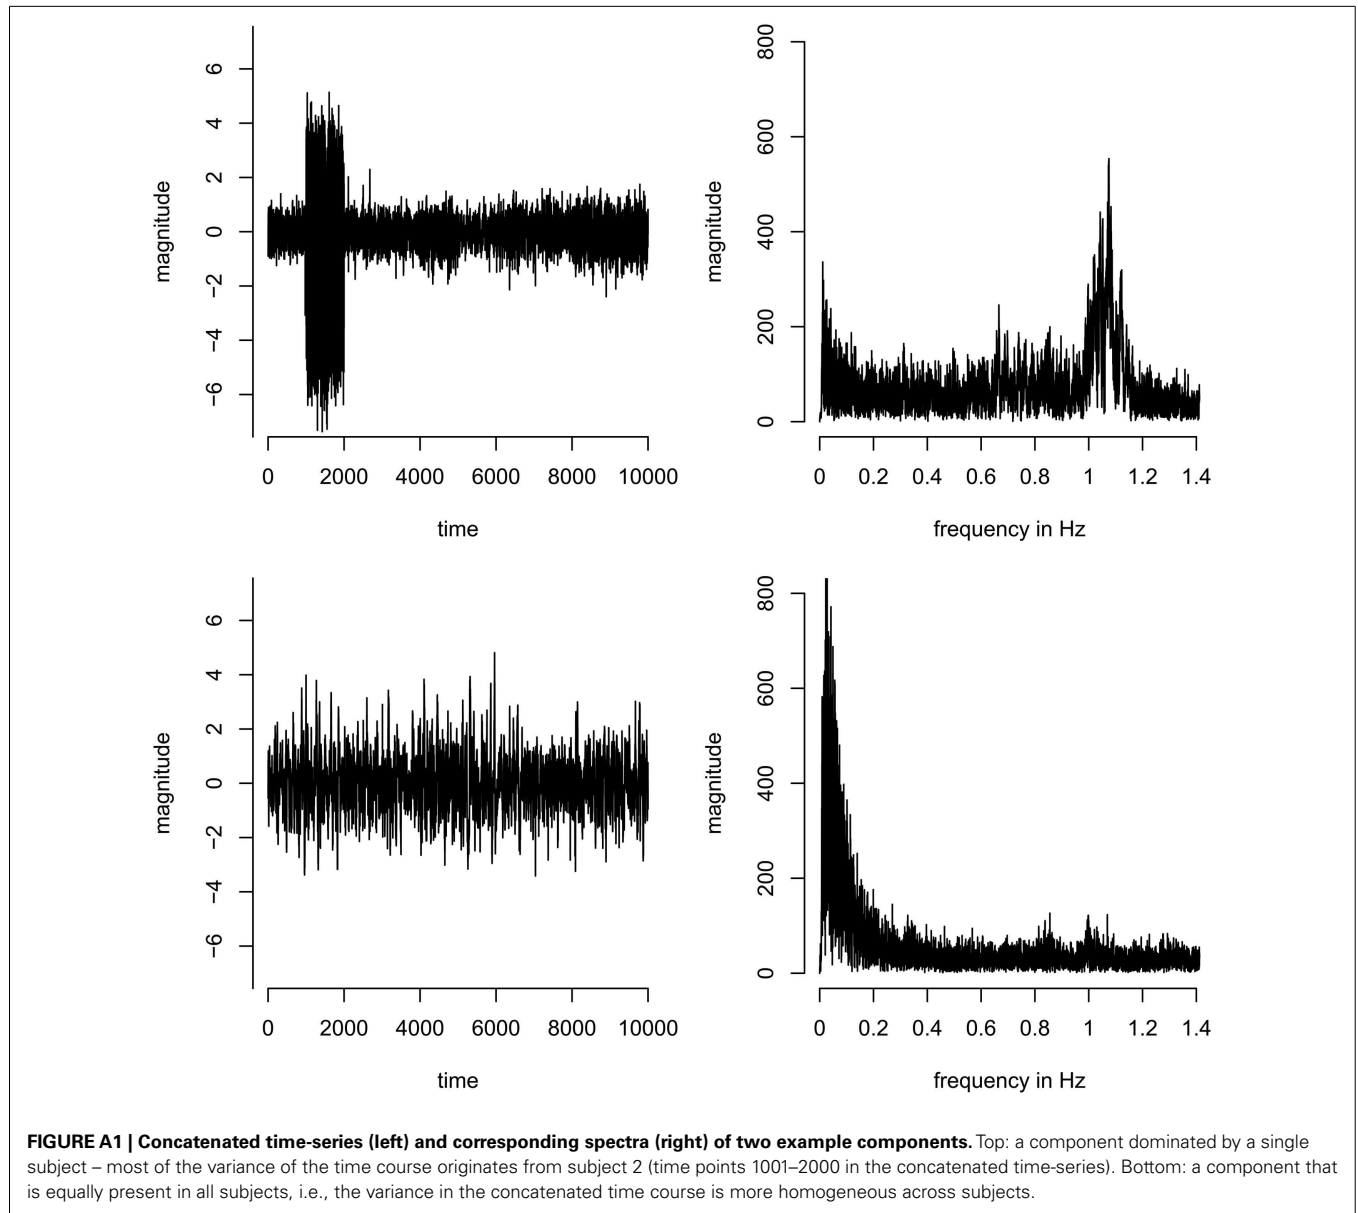 6
4
2
0
−2
−4
−6
magnitude
0 2000 4000 6000 8000 10000
time
800
600
400
200
0
magnitude
0 0.2 0.4 0.6 0.8 1 1.2 1.4
frequency in Hz
6
4
2
0
−2
−4
−6
magnitude
0 2000 4000 6000 8000 10000
time
800
600
400
200
0
magnitude
0 0.2 0.4 0.6 0.8 1 1.2 1.4
frequency in Hz
FIGURE A1 | Concatenated time-series (left) and corresponding spectra (right) of two example components. Top: a component dominated by a single
subject – most of the variance of the time course originates from subject 2 (time points 1001–2000 in the concatenated time-series). Bottom: a component that
is equally present in all subjects, i.e., the variance in the concatenated time course is more homogeneous across subjects.